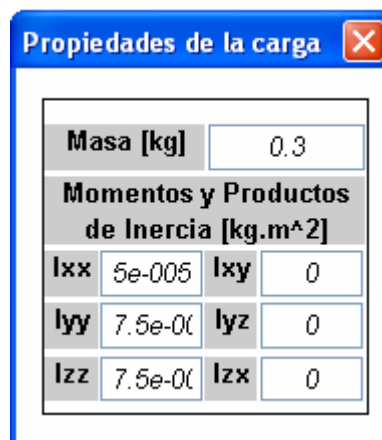 Propiedades de la carga
Masa [kg] 0.3
Momentos y Productos
de Inercia [kg.m^2]
Ixx 5e-005 Ixy 0
Iyy 7.5e-0( Iyz 0
Izz 7.5e-0( Izx 0